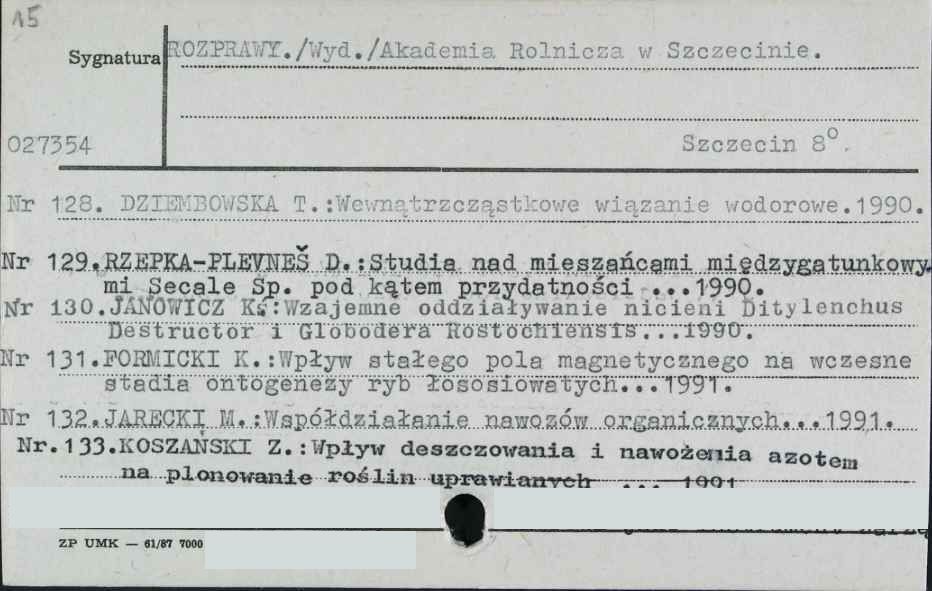 15
ROZPRAWY./Wyd./Akademia Rolnicza w Szczecinie.
Sygnatura
027354
Szczecin 8°.
Nr 128. DZIEMBOWSKA T.:Wewnątrzcząstkowe wiązanie wodorowe.1990.
Nr 129.RZEPKA-PLEVNEŠ D.:Studia nad mieszańcami międzygatunkowy-
mi Secale Sp. pod kątem przydatności ...1990.
Nr 130.JANOWICZ K.:Wzajemne oddziaływanie nicieni Ditylenchus
Destructor i Globodera Rostochiensis...1990.
Nr 131.FORMICKI K.:Wpływ stałego pola magnetycznego na wczesne
stadia ontogenezy ryb łososiowatych...1991.
Nr 132.JARECKI M.:Współdziałanie nawozów organicznych...1991.
Nr.133.KOSZAŃSKI Z.:Wpływ deszczowania i nawożenia azotem
na plonowanie roślin uprawianych ... 1991
ZP UMK — 61/87 7000